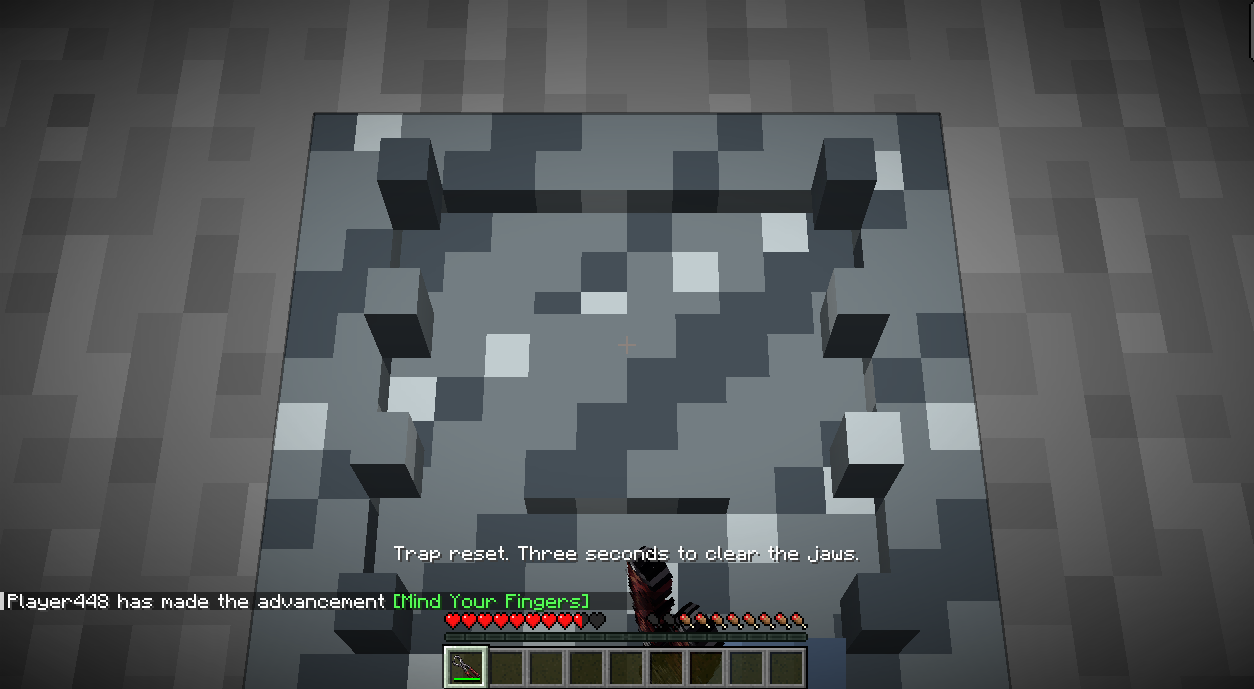 Trap reset. Three seconds to clear the jaws.
Player448 has made the advancement [Mind Your Fingers]